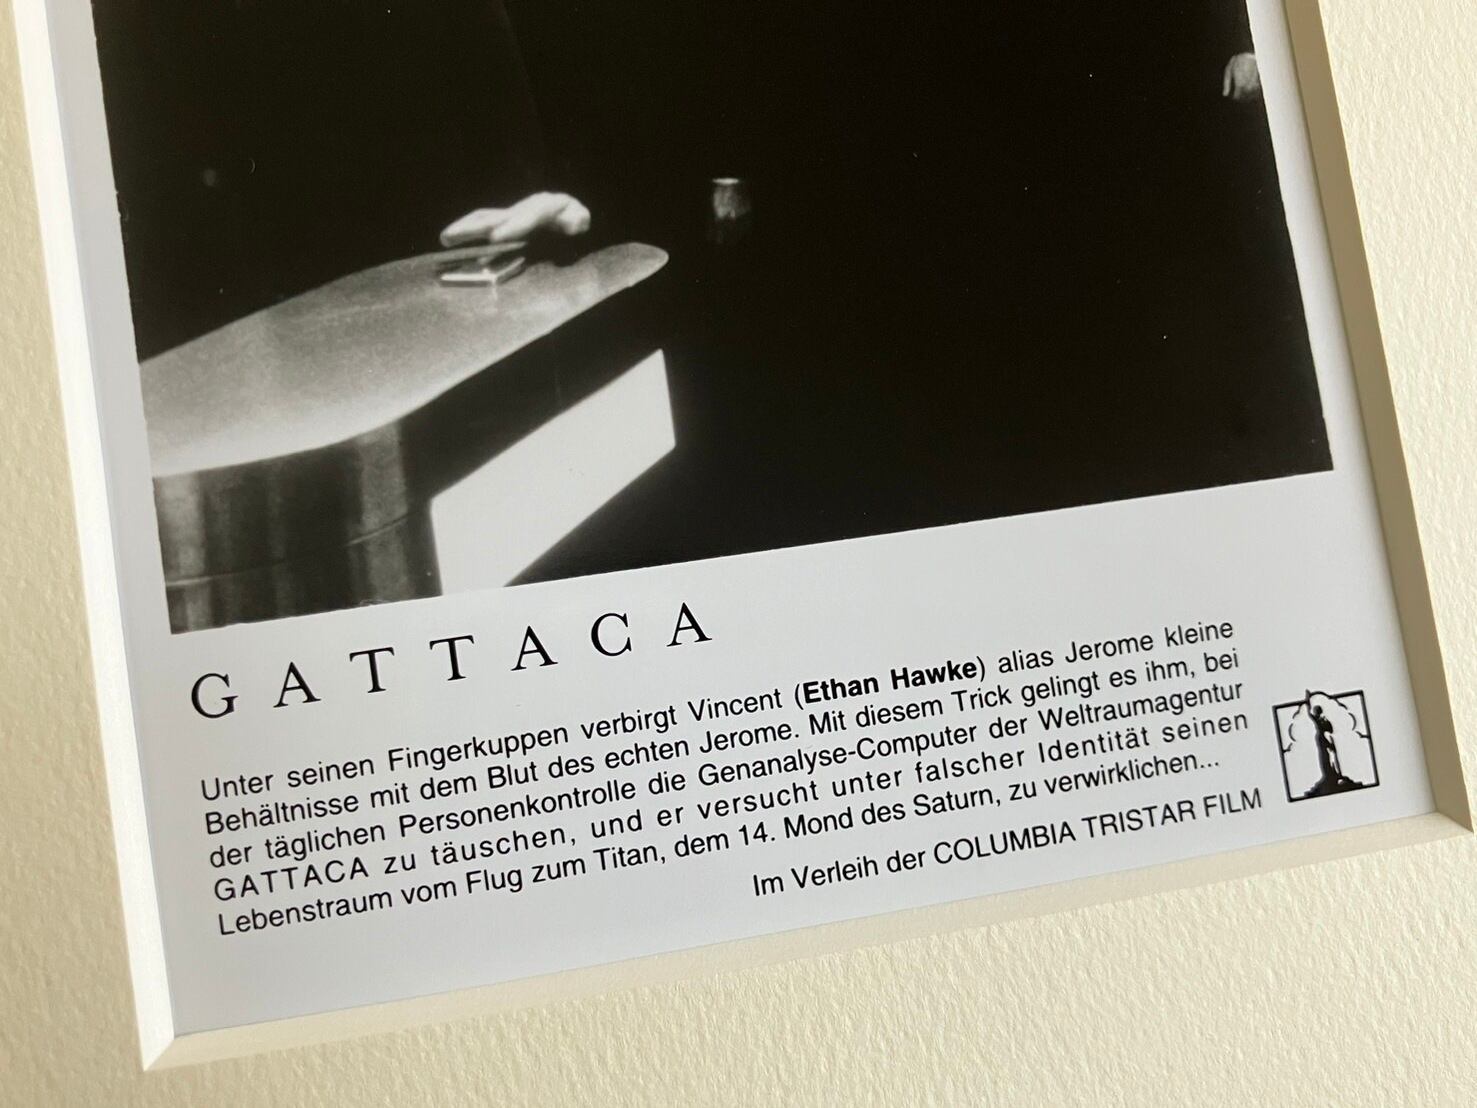 GATTACA
Unter seinen Fingerkuppen verbirgt Vincent (Ethan Hawke) alias Jerome kleine
Behältnisse mit dem Blut des echten Jerome. Mit diesem Trick gelingt es ihm, bei
der täglichen Personenkontrolle die Genanalyse-Computer der Weltraumagentur
GATTACA zu täuschen, und er versucht unter falscher Identität seinen
Lebenstraum vom Flug zum Titan, dem 14. Mond des Saturn, zu verwirklichen...
Im Verleih der COLUMBIA TRISTAR FILM